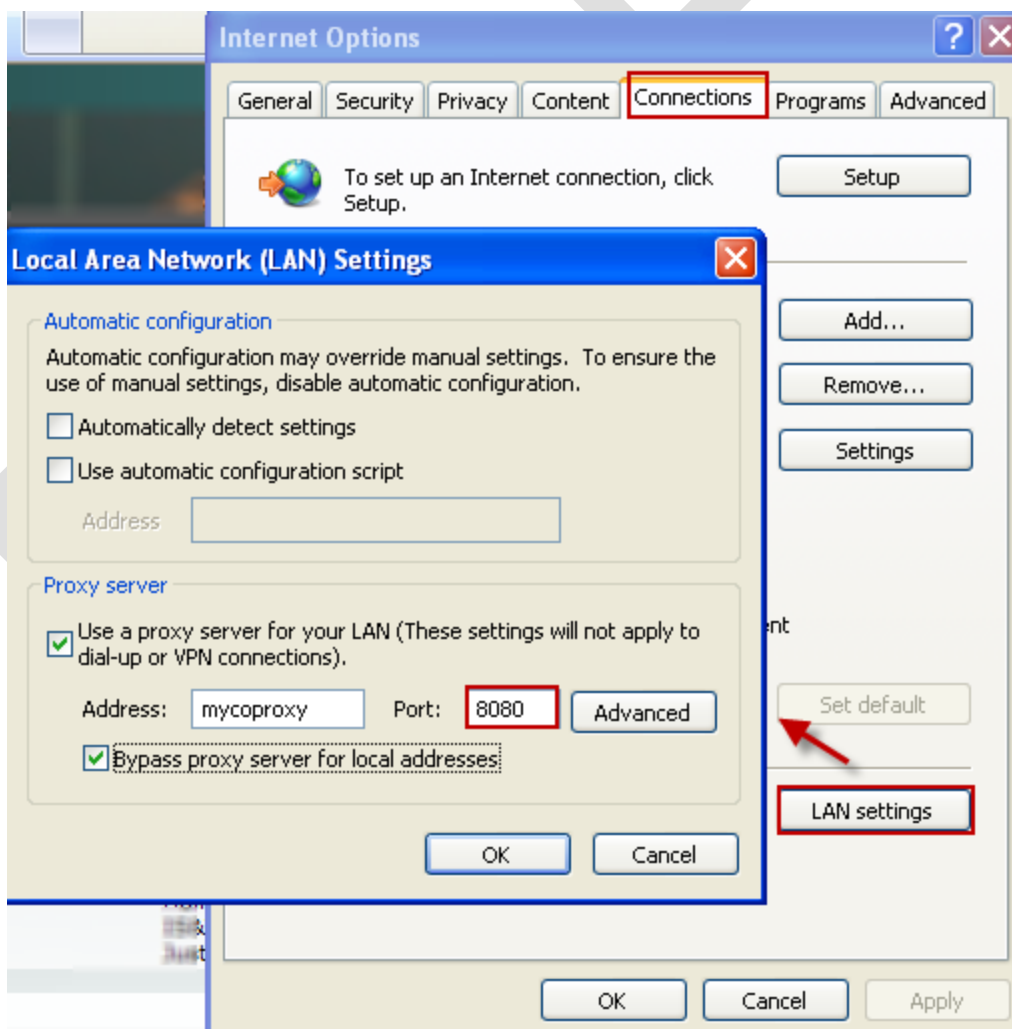 Internet Options
General Security Privacy Content Connections Programs Advanced
To set up an Internet connection, click
Setup.
Setup
Local Area Network (LAN) Settings
Automatic configuration
Automatic configuration may override manual settings. To ensure the
use of manual settings, disable automatic configuration.
Automatically detect settings
Use automatic configuration script
Address
Proxy server
Use a proxy server for your LAN (These settings will not apply to
dial-up or VPN connections).
Address: mycoproxy Port: 8080 Advanced
Bypass proxy server for local addresses
OK Cancel
Add...
Remove...
Settings
Set default
LAN settings
OK Cancel Apply